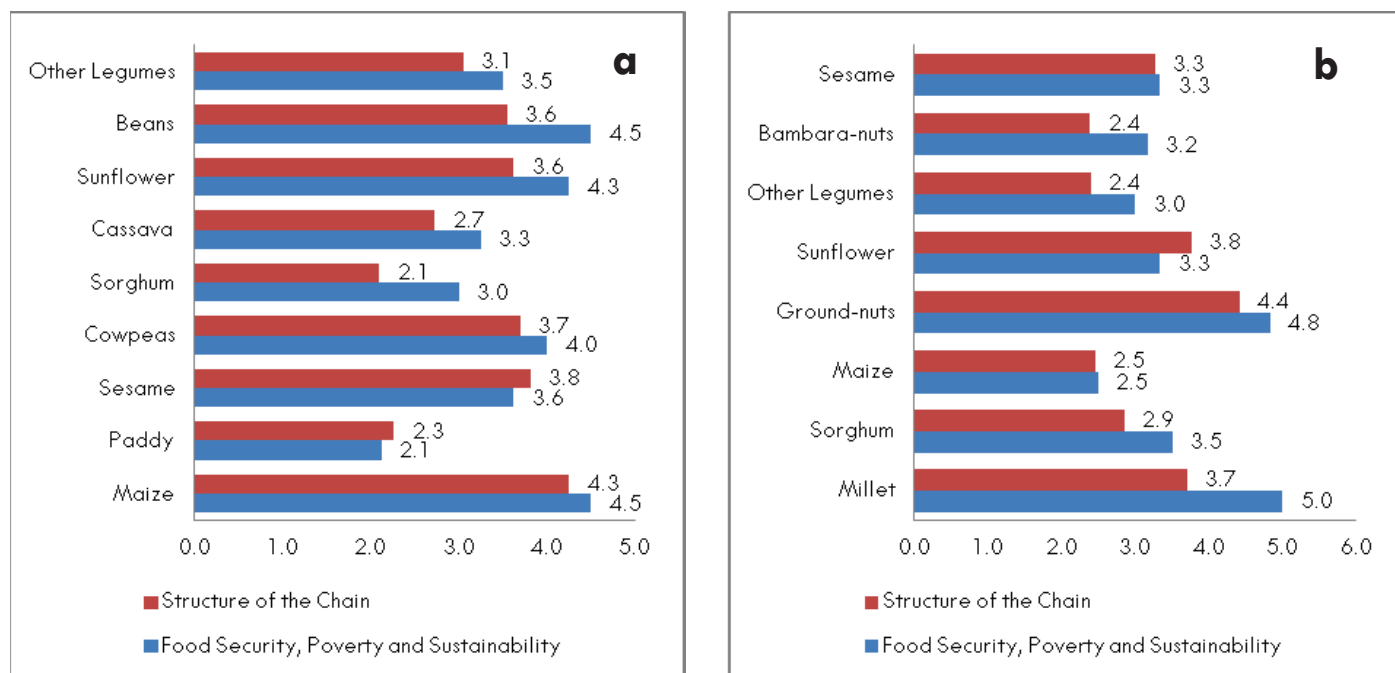 a
Other Legumes
3.1
3.5
Beans
3.6
4.5
Sunflower
3.6
4.3
Cassava
2.7
3.3
Sorghum
2.1
3.0
Cowpeas
3.7
4.0
Sesame
3.8
3.6
Paddy
2.3
2.1
Maize
4.3
4.5
0.0 1.0 2.0 3.0 4.0 5.0
Structure of the Chain
Food Security, Poverty and Sustainability
b
Sesame
3.3
3.3
Bambara-nuts
2.4
3.2
Other Legumes
2.4
3.0
Sunflower
3.8
3.3
Ground-nuts
4.4
4.8
Maize
2.5
2.5
Sorghum
2.9
3.5
Millet
3.7
5.0
0.0 1.0 2.0 3.0 4.0 5.0 6.0
Structure of the Chain
Food Security, Poverty and Sustainability